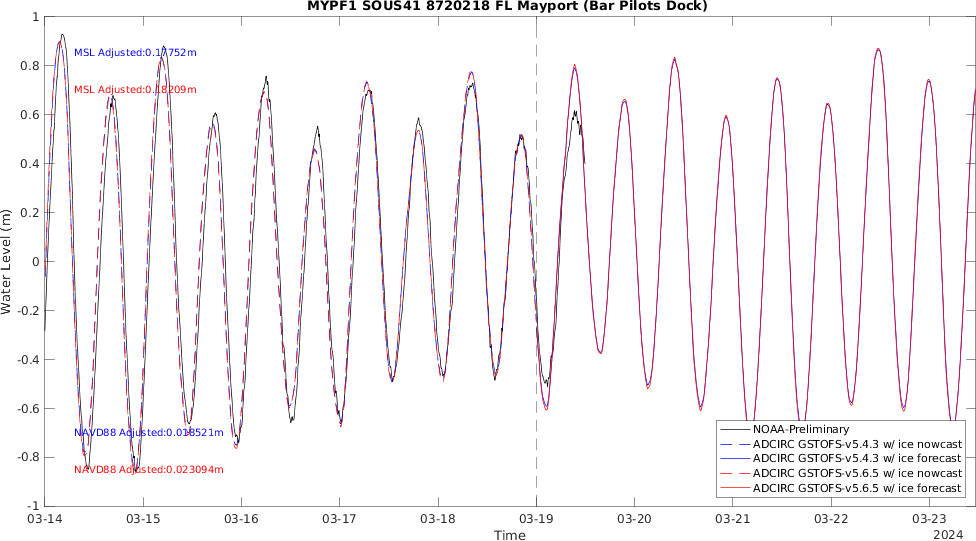 MYPF1 SOUS41 8720218 FL Mayport (Bar Pilots Dock)
1
0.8
0.6
0.4
0.2
0
-0.2
-0.4
-0.6
-0.8
-1
Water Level (m)
MSL Adjusted:0.17752m
MSL Adjusted:0.18209m
NAVD88 Adjusted:0.018521m
NAVD88 Adjusted:0.023094m
NOAA-Preliminary
ADCIRC GSTOFS-v5.4.3 w/ ice nowcast
ADCIRC GSTOFS-v5.4.3 w/ ice forecast
ADCIRC GSTOFS-v5.6.5 w/ ice nowcast
ADCIRC GSTOFS-v5.6.5 w/ ice forecast
03-14 03-15 03-16 03-17 03-18 03-19 03-20 03-21 03-22 03-23
Time
2024